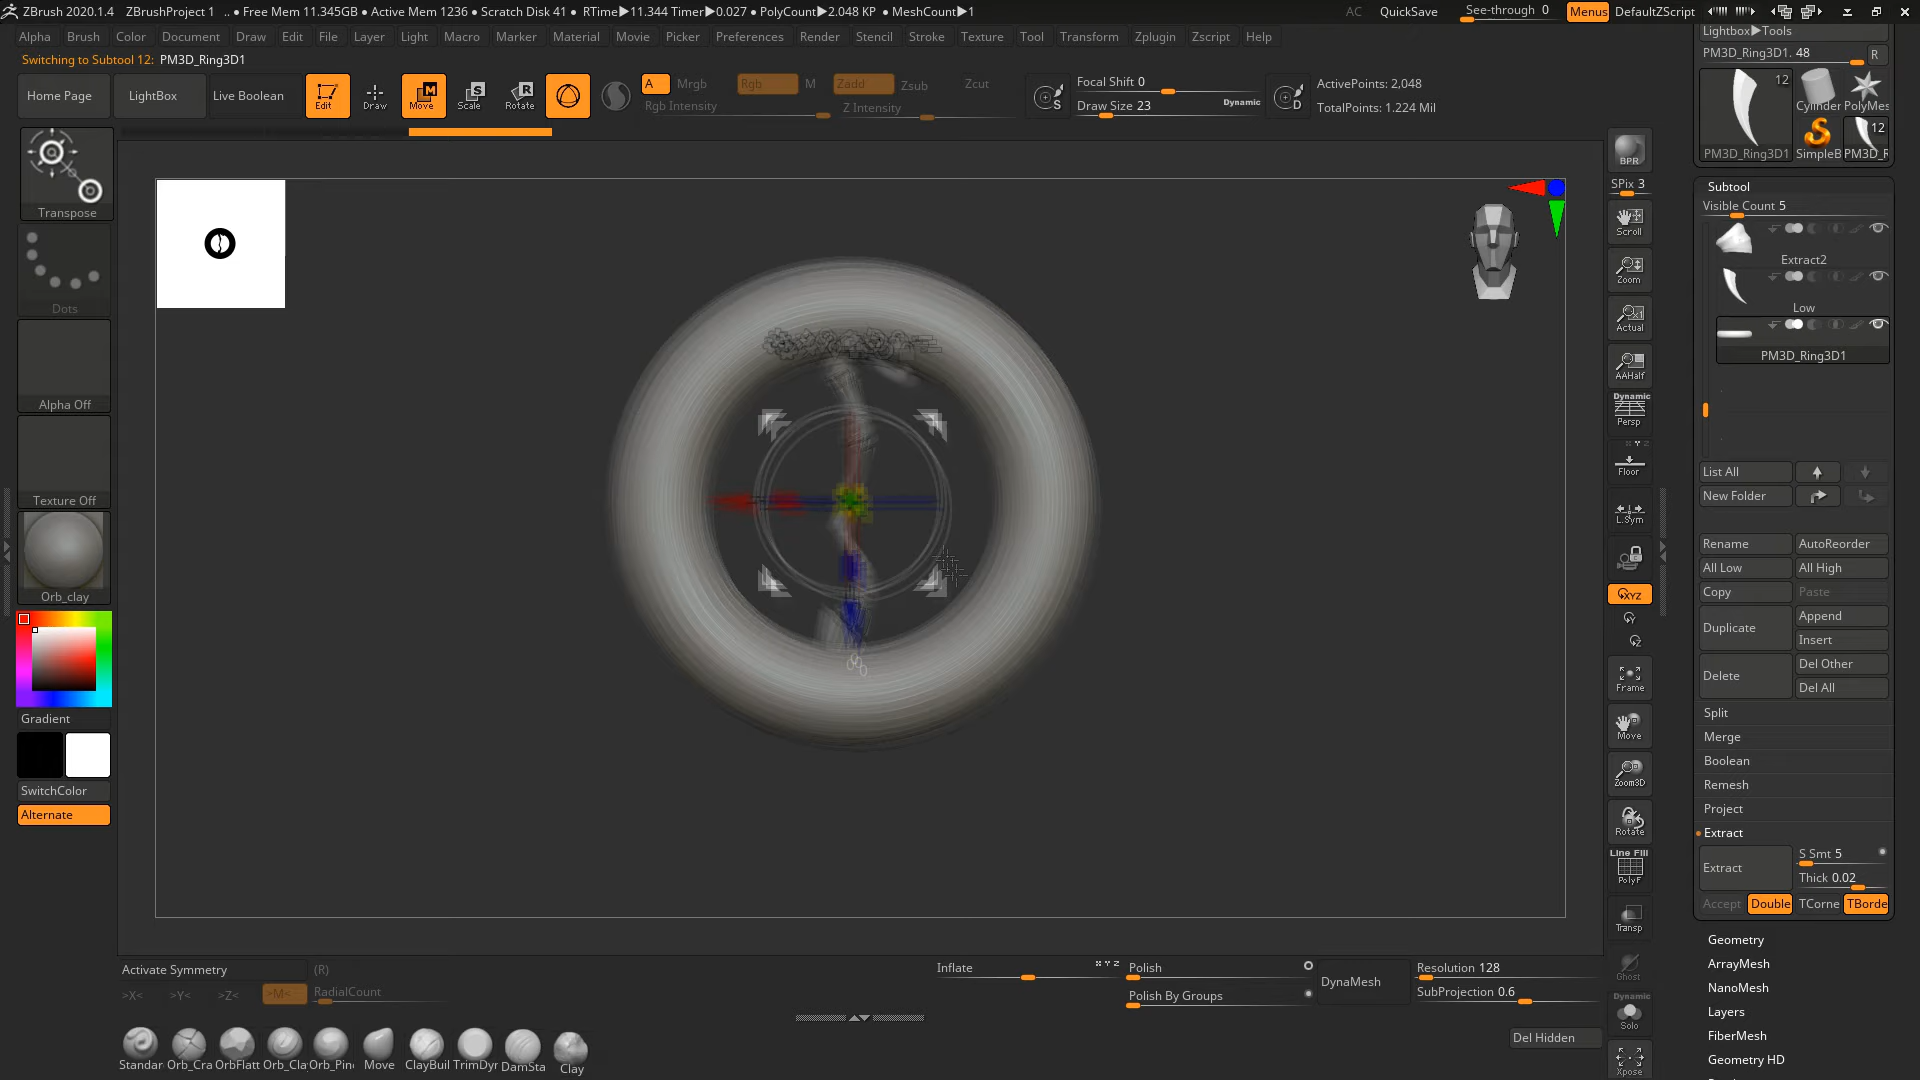 ZBrush 2020.1.4 ZBrushProject 1 .. • Free Mem 11.345GB • Active Mem 1236 • Scratch Disk 41 • RTime▶11.344 Timer▶0.027 • PolyCount▶2.048 KP • MeshCount▶1 AC QuickSave See-through 0 Menus DefaultZScript
Alpha Brush Color Document Draw Edit File Layer Light Macro Marker Material Movie Picker Preferences Render Stencil Stroke Texture Tool Transform Zplugin Zscript Help
Switching to Subtool 12: PM3D_Ring3D1
Home Page LightBox Live Boolean Edit Draw Move Scale Rotate
A Mrgb Rgb M Zadd Zsub Zcut
Rgb Intensity Z Intensity
Focal Shift 0
Draw Size 23 Dynamic
ActivePoints: 2,048
TotalPoints: 1.224 Mil
Transpose
Dots
Alpha Off
Texture Off
Orb_clay
Gradient
SwitchColor
Alternate
BPR
SPix 3
Scroll
Zoom
Actual
AAHalf
Dynamic
Persp
Floor
L.Sym
XYZ
Frame
Move
Zoom3D
Rotate
Line Fill
PolyF
Transp
Ghost
Dynamic
Solo
Xpose
Lightbox▶Tools
PM3D_Ring3D1. 48 R
12
Cylinder PolyMes
12
PM3D_Ring3D1 SimpleB PM3D_R
Subtool
Visible Count 5
Extract2
Low
PM3D_Ring3D1
List All
New Folder
Rename AutoReorder
All Low All High
Copy Paste
Duplicate Append
Insert
Delete Del Other
Del All
Split
Merge
Boolean
Remesh
Project
Extract
Extract S Smt 5
Thick 0.02
Accept Double TCorne TBorde
Geometry
ArrayMesh
NanoMesh
Layers
FiberMesh
Geometry HD
Activate Symmetry (R)
>X< >Y< >Z< >M< RadialCount
Inflate X Y Z Polish
Polish By Groups
DynaMesh
Resolution 128
SubProjection 0.6
Del Hidden
Standar Orb_Cra OrbFlatt Orb_Cla Orb_Pin Move ClayBuil TrimDyr DamSta Clay